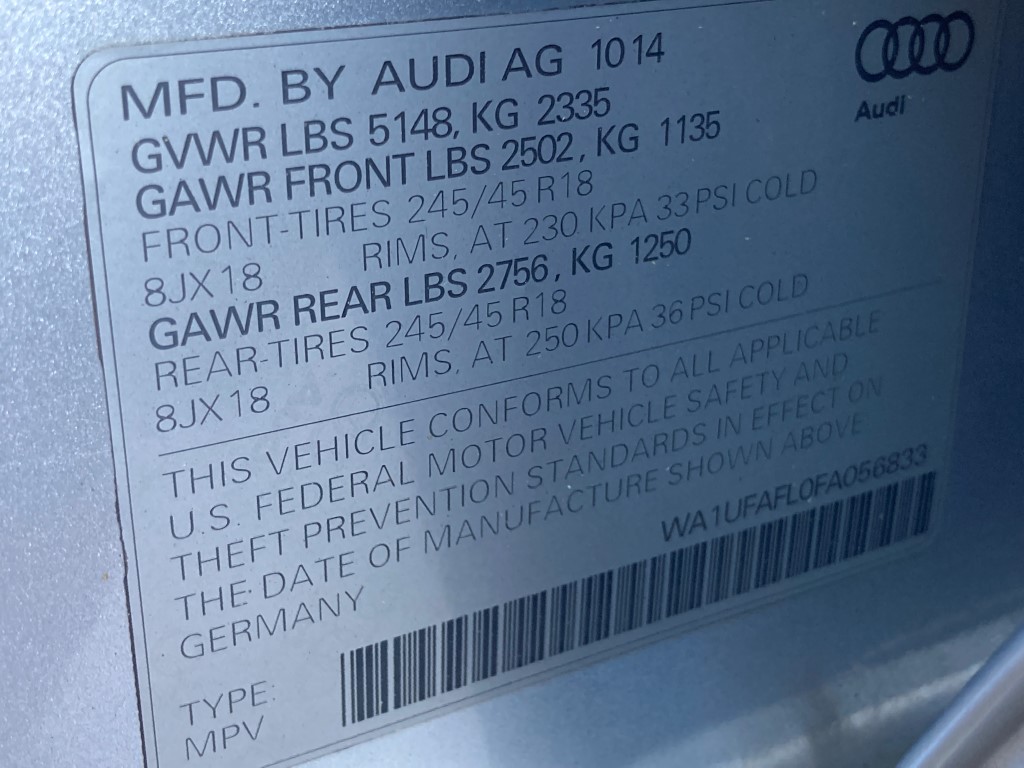 MFD. BY AUDI AG 10 14
Audi
GVWR LBS 5148, KG 2335
GAWR FRONT LBS 2502, KG 1135
FRONT-TIRES 245/45 R18
8JX18 RIMS, AT 230 KPA 33 PSI COLD
GAWR REAR LBS 2756, KG 1250
REAR-TIRES 245/45 R18
8JX18 RIMS, AT 250 KPA 36 PSI COLD
THIS VEHICLE CONFORMS TO ALL APPLICABLE
U.S. FEDERAL MOTOR VEHICLE SAFETY AND
THEFT PREVENTION STANDARDS IN EFFECT ON
THE DATE OF MANUFACTURE SHOWN ABOVE
GERMANY
WA1UFAFL0FA056833
TYPE:
MPV